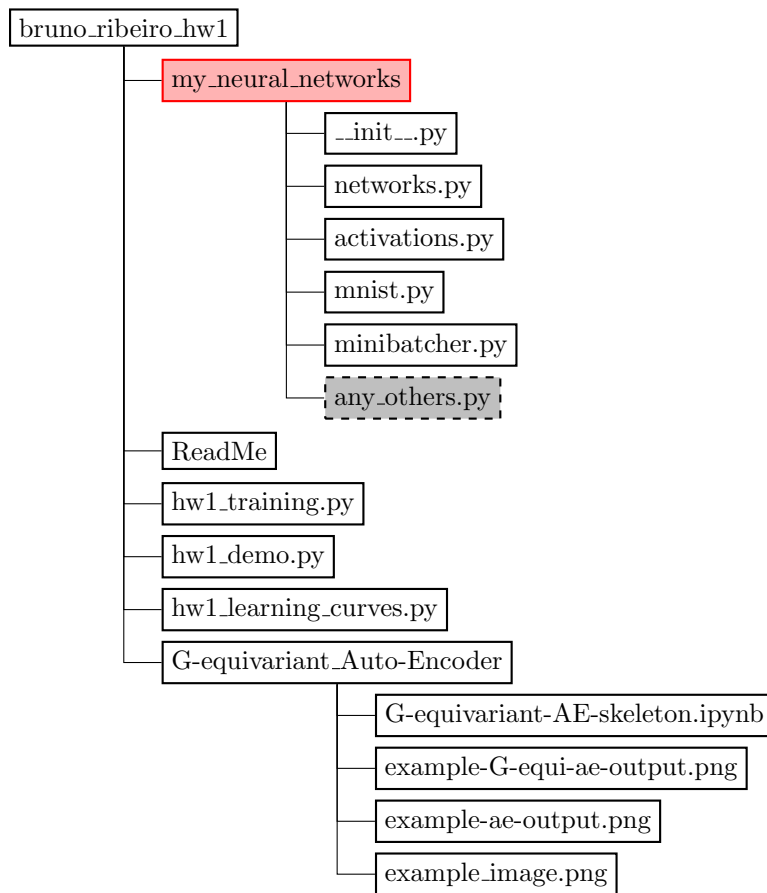 bruno_ribeiro_hw1
my_neural_networks
__init__.py
networks.py
activations.py
mnist.py
minibatcher.py
any_others.py
ReadMe
hw1_training.py
hw1_demo.py
hw1_learning_curves.py
G-equivariant_Auto-Encoder
G-equivariant-AE-skeleton.ipynb
example-G-equi-ae-output.png
example-ae-output.png
example_image.png